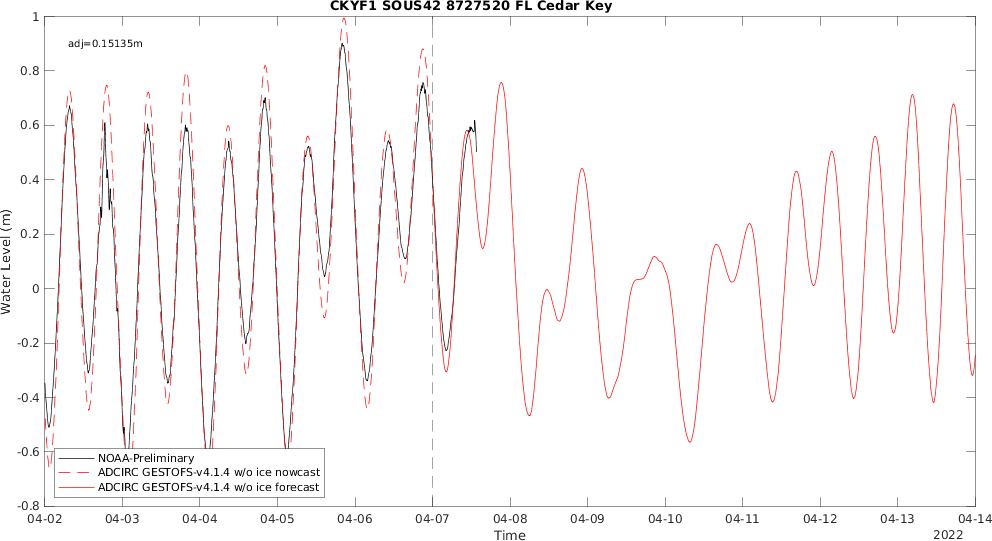 CKYF1 SOUS42 8727520 FL Cedar Key
adj=0.15135m
1
0.8
0.6
0.4
0.2
0
-0.2
-0.4
-0.6
-0.8
Water Level (m)
NOAA-Preliminary
ADCIRC GESTOFS-v4.1.4 w/o ice nowcast
ADCIRC GESTOFS-v4.1.4 w/o ice forecast
04-02 04-03 04-04 04-05 04-06 04-07 04-08 04-09 04-10 04-11 04-12 04-13 04-14
Time
2022